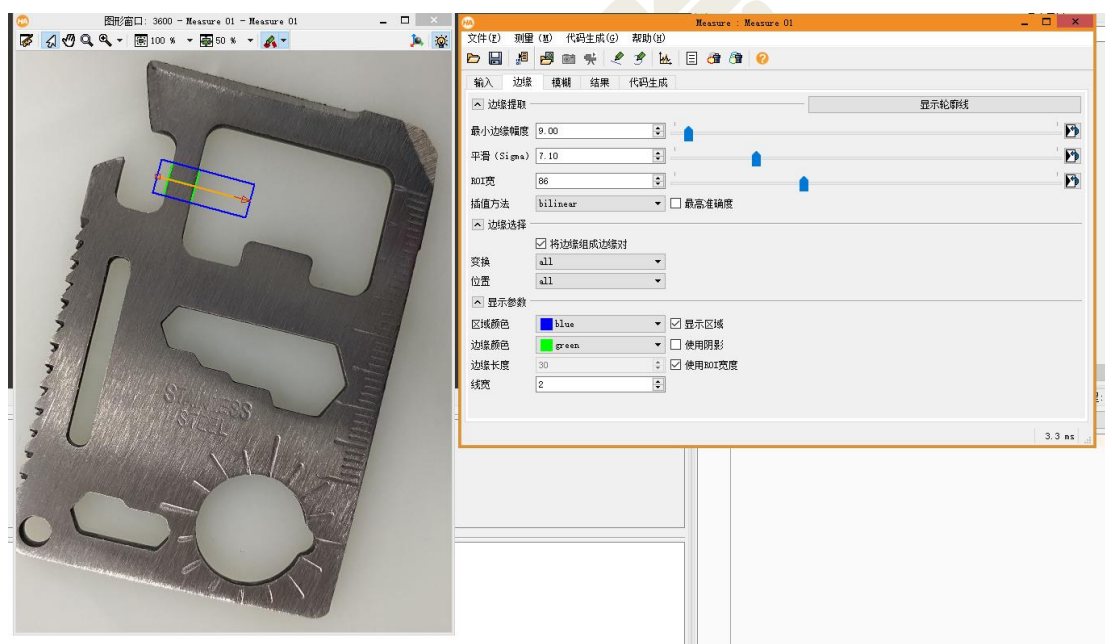 图形窗口: 3600 - Measure 01 - Measure 01
100 %
50 %
STAINLESS
STEEL
Measure : Measure 01
文件(F) 测量(M) 代码生成(G) 帮助(H)
输入 边缘 模糊 结果 代码生成
边缘提取
显示轮廓线
最小边缘幅度 9.00
平滑 (Sigma) 7.10
ROI宽 86
插值方法 bilinear 最高准确度
边缘选择
将边缘组成边缘对
变换 all
位置 all
显示参数
区域颜色 blue 显示区域
边缘颜色 green 使用阴影
边缘长度 30 使用ROI宽度
线宽 2
3.3 ms